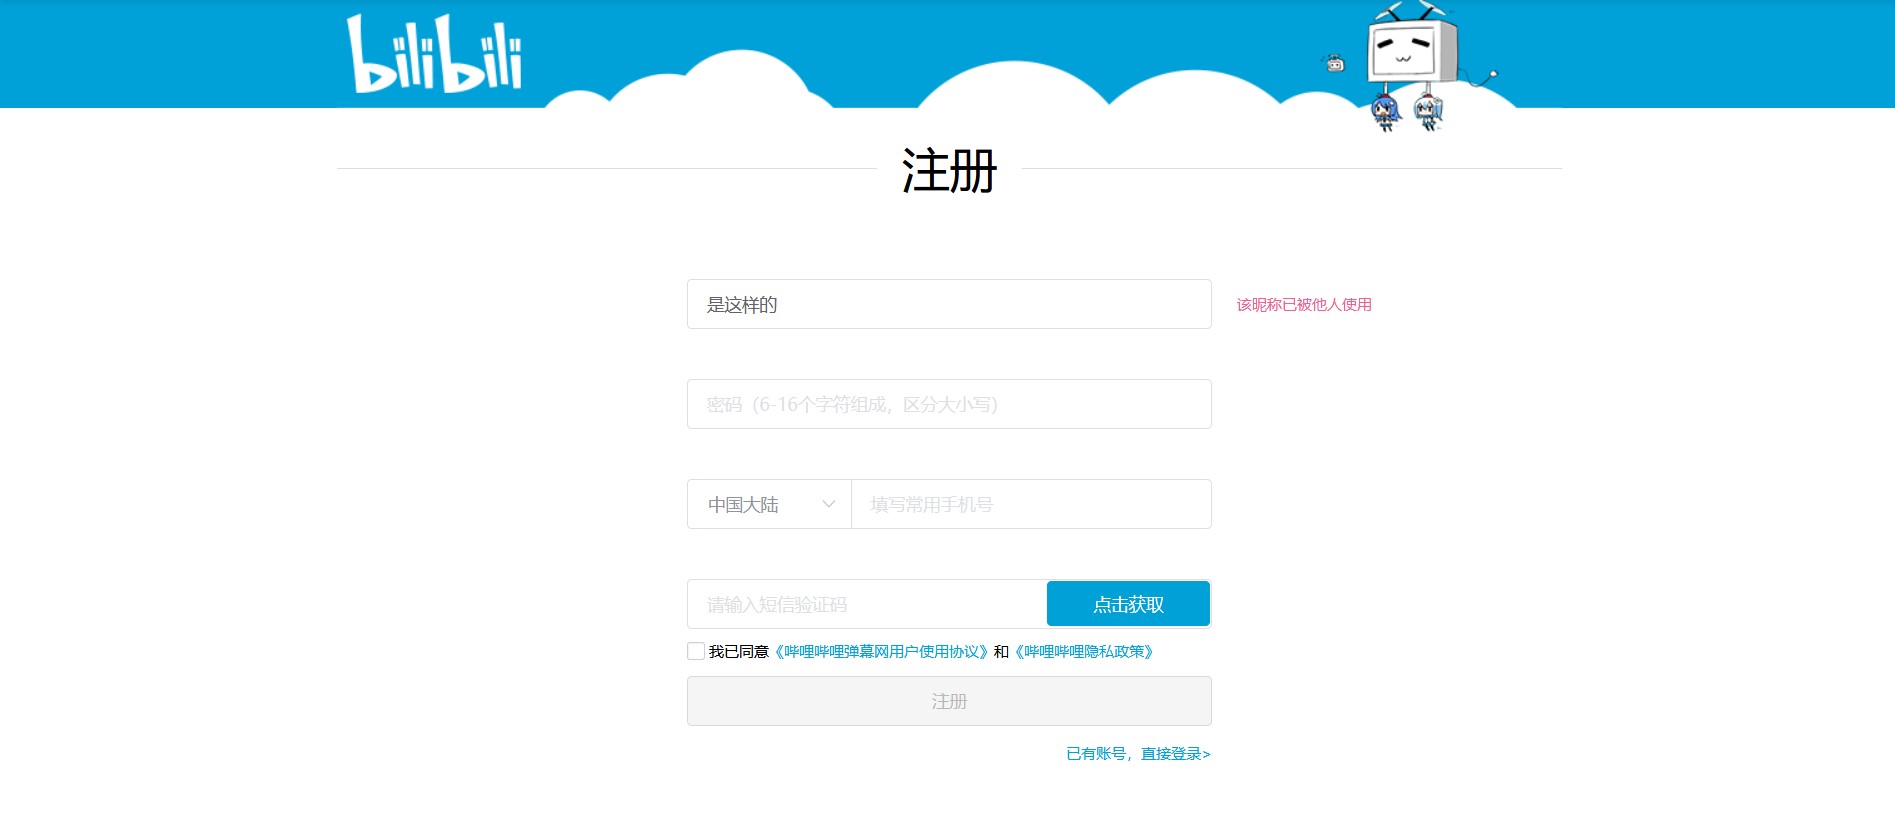 bilibili
注册
是这样的
该昵称已被他人使用
密码（6-16个字符组成，区分大小写）
中国大陆
填写常用手机号
请输入短信验证码
点击获取
我已同意《哔哩哔哩弹幕网用户使用协议》和《哔哩哔哩隐私政策》
注册
已有账号，直接登录>